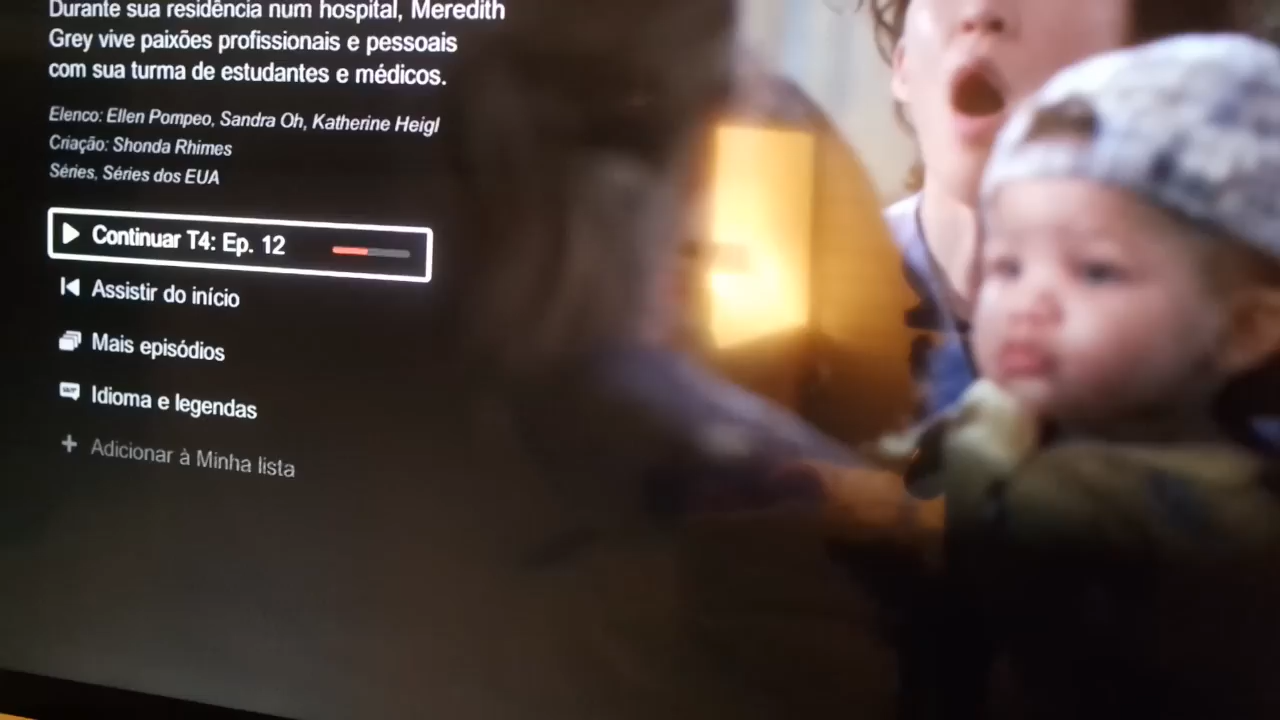 Durante sua residência num hospital, Meredith
Grey vive paixões profissionais e pessoais
com sua turma de estudantes e médicos.
Elenco: Ellen Pompeo, Sandra Oh, Katherine Heigl
Criação: Shonda Rhimes
Séries, Séries dos EUA
Continuar T4: Ep. 12
Assistir do início
Mais episódios
Idioma e legendas
+ Adicionar à Minha lista